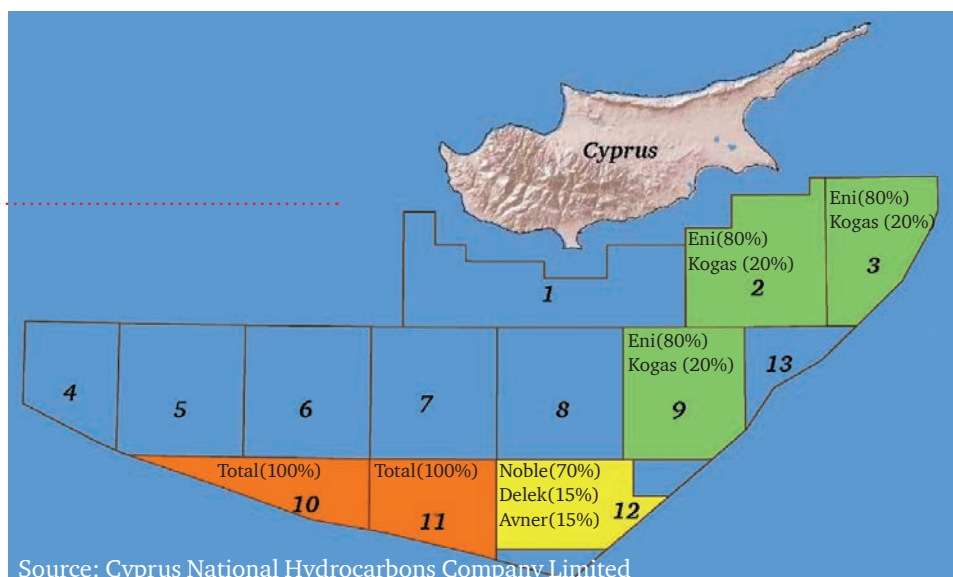 Cyprus
Eni(80%)
Kogas (20%)
3
Eni(80%)
Kogas (20%)
2
1
Eni(80%)
Kogas (20%)
9
13
4
5
6
7
8
Total(100%)
10
Total(100%)
11
Noble(70%)
Delek(15%)
Avner(15%)
12
Source: Cyprus National Hydrocarbons Company Limited